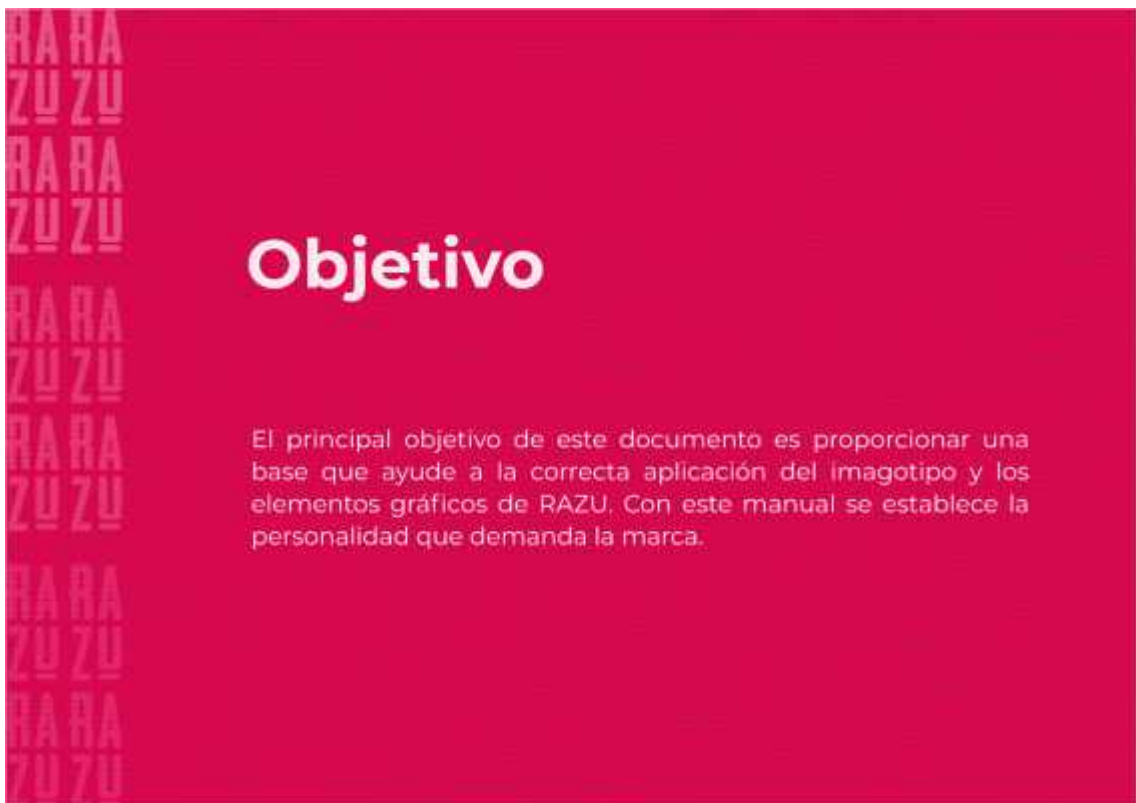 RA RA
ZU ZU
RA RA
ZU ZU
RA RA
ZU ZU
RA RA
ZU ZU
RA RA
ZU ZU
RA RA
ZU ZU
Objetivo
El principal objetivo de este documento es proporcionar una
base que ayude a la correcta aplicación del imagotipo y los
elementos gráficos de RAZU. Con este manual se establece la
personalidad que demanda la marca.